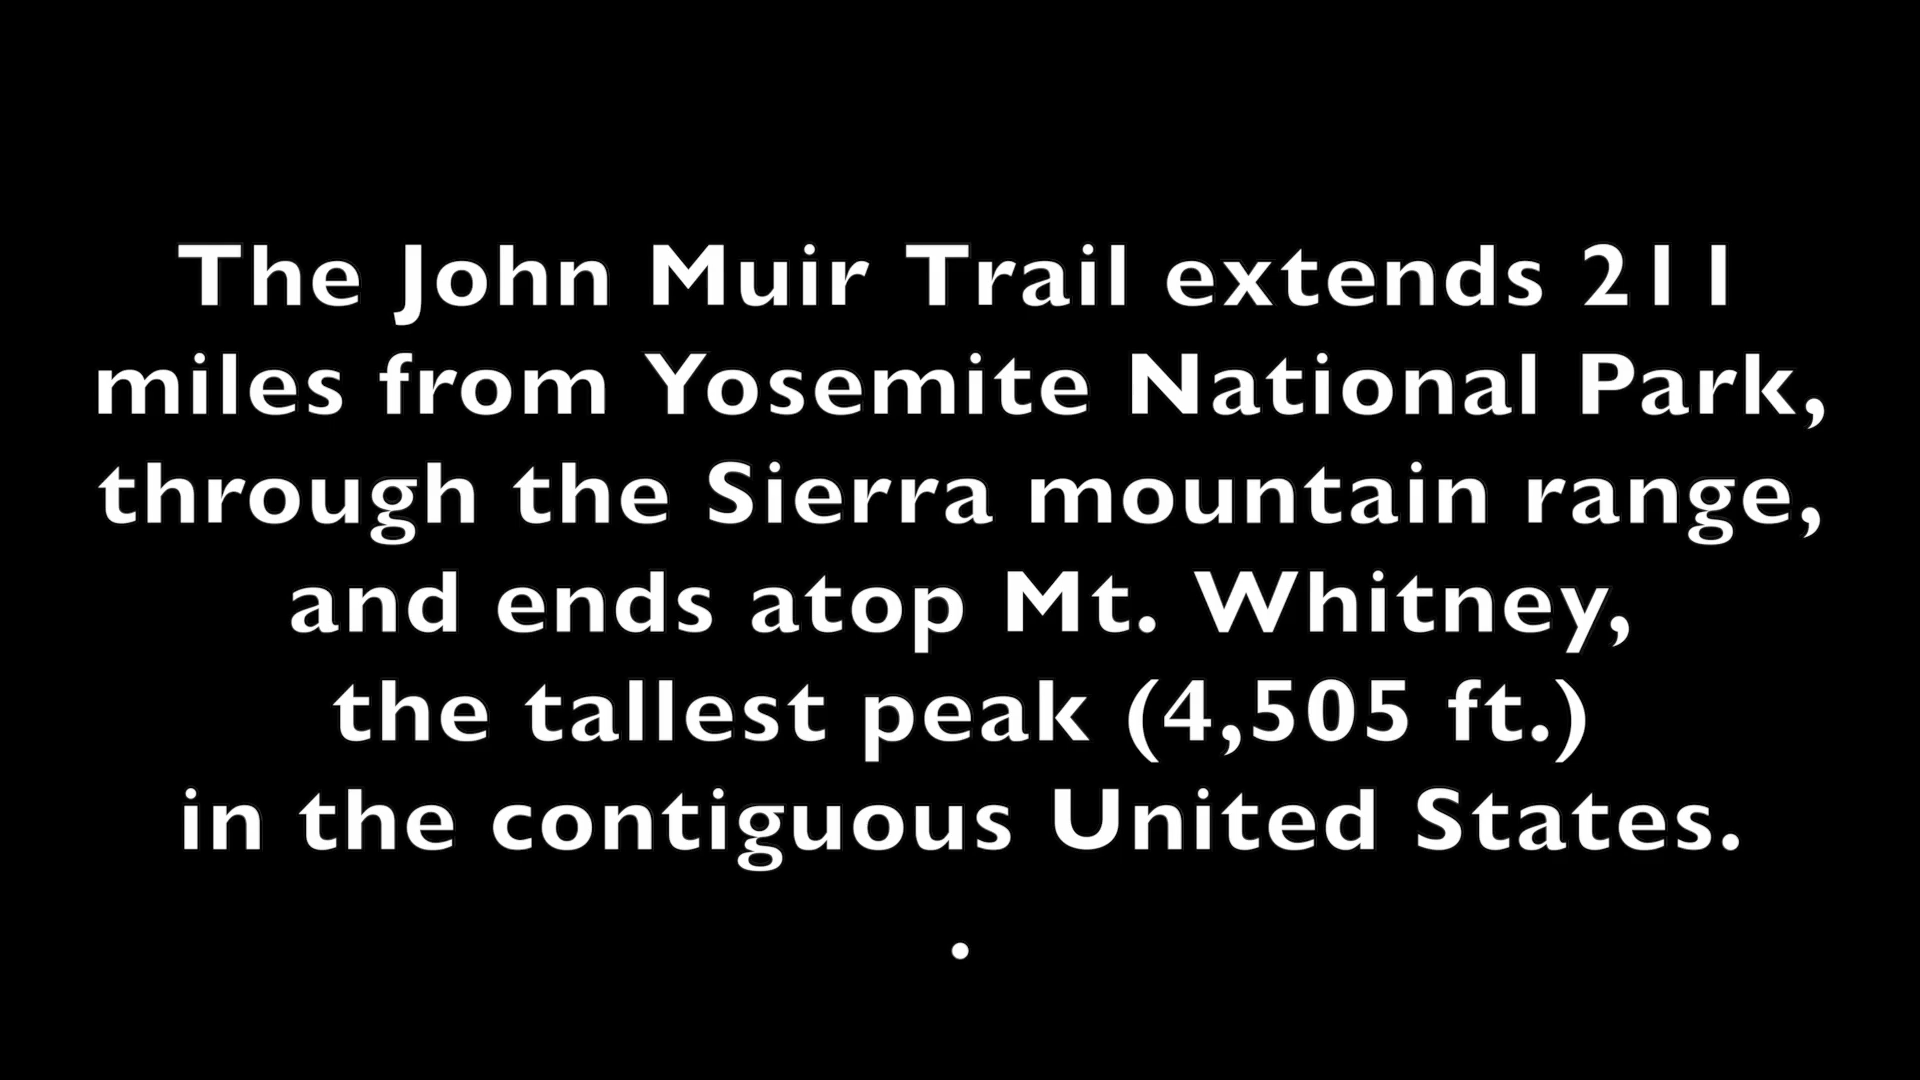 The John Muir Trail extends 211
miles from Yosemite National Park,
through the Sierra mountain range,
and ends atop Mt. Whitney,
the tallest peak (4,505 ft.)
in the contiguous United States.
.